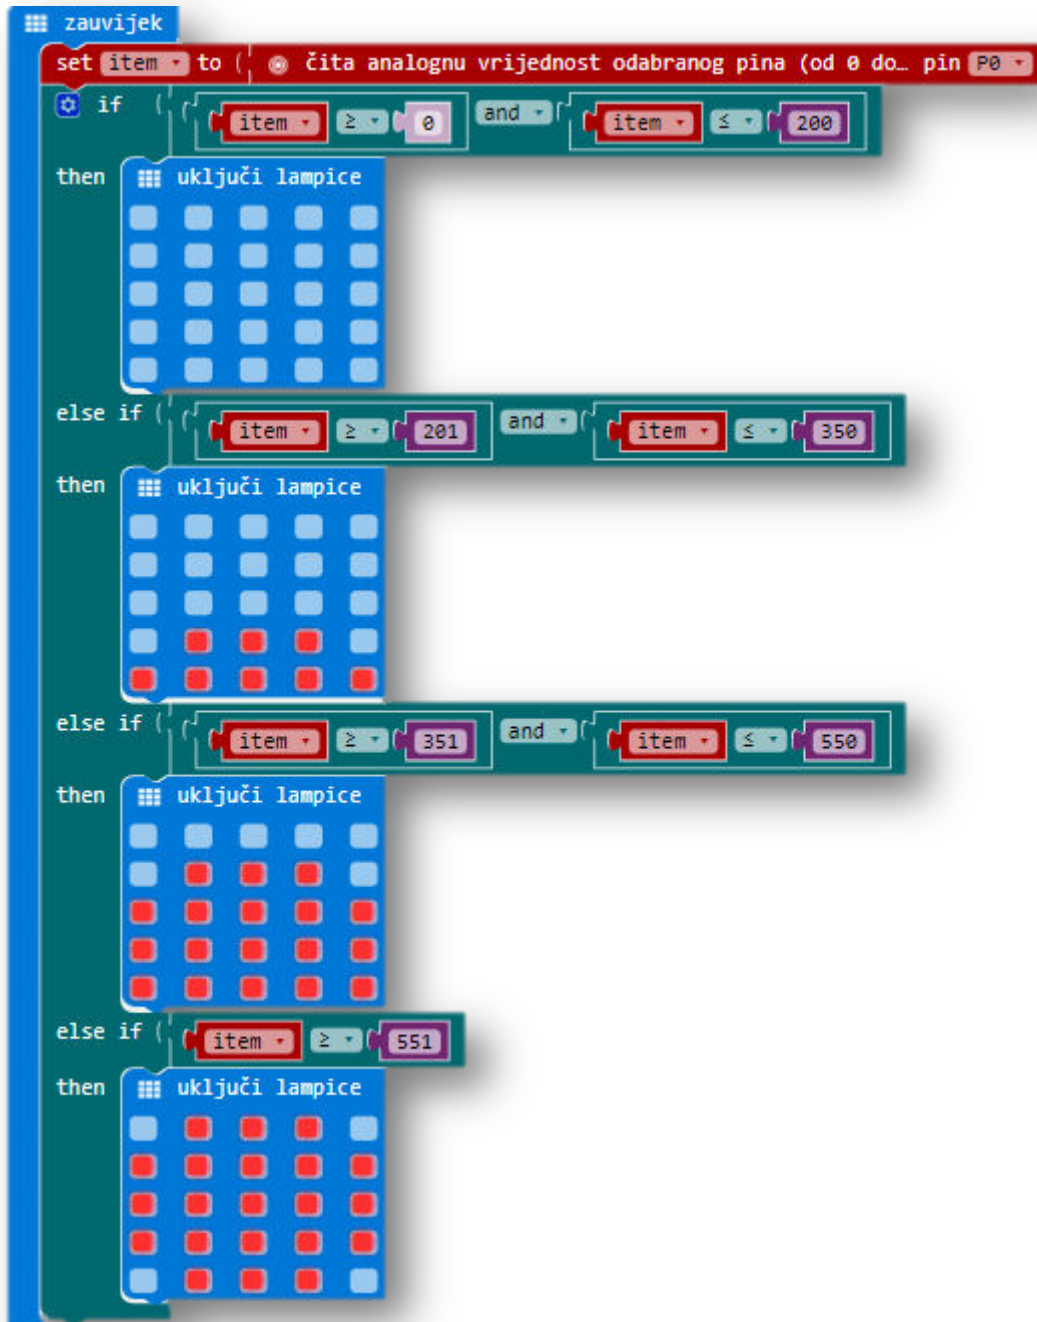 zauvijek
set item to ( čita analognu vrijednost odabranog pina (od 0 do… pin P0
if ( ( ( item ≥ ( 0 and ( ( item ≤ ( 200
then uključi lampice
else if ( ( ( item ≥ ( 201 and ( ( item ≤ ( 350
then uključi lampice
else if ( ( ( item ≥ ( 351 and ( ( item ≤ ( 550
then uključi lampice
else if ( ( item ≥ ( 551
then uključi lampice